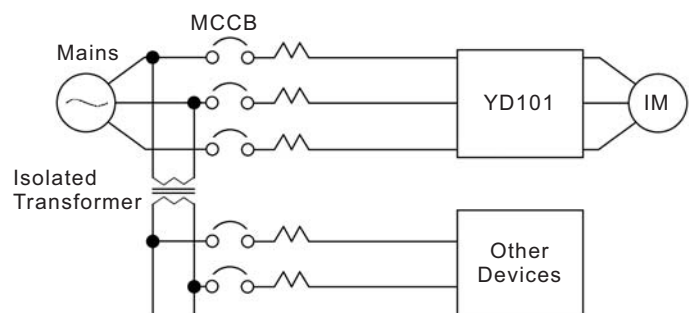 MCCB
Mains
YD101
IM
Isolated
Transformer
Other
Devices